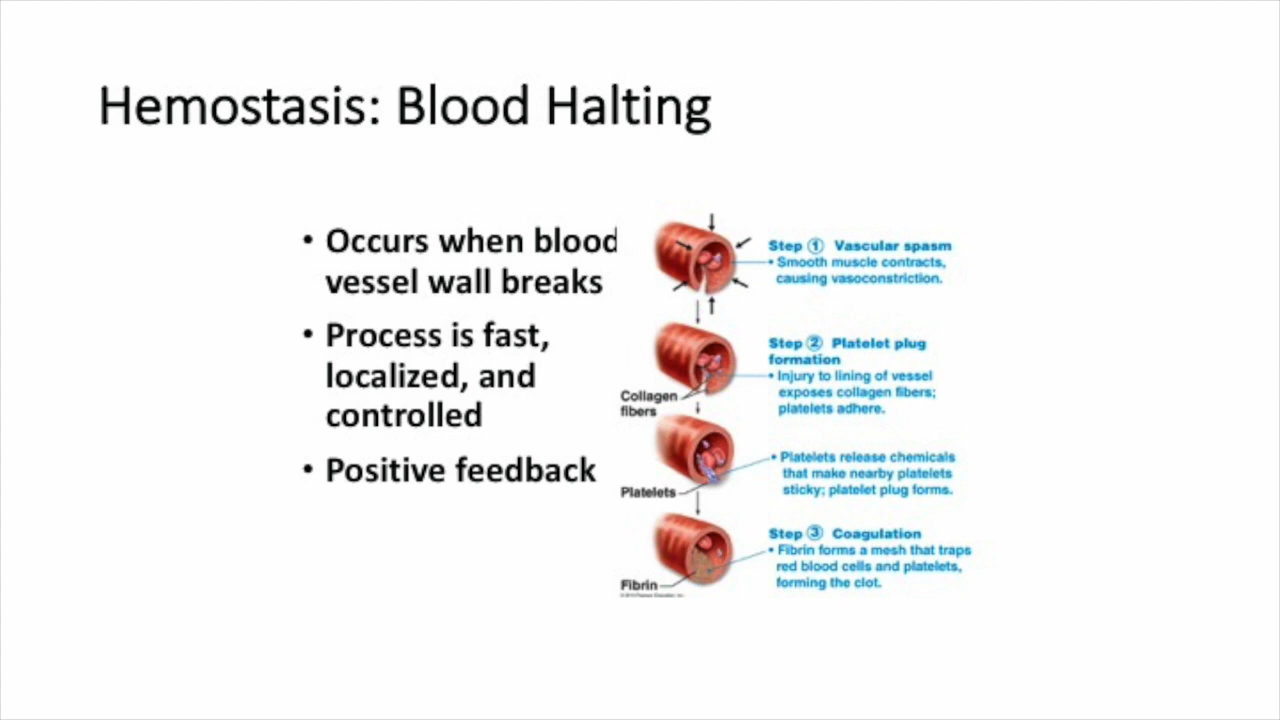 Hemostasis: Blood Halting
• Occurs when blood
vessel wall breaks
• Process is fast,
localized, and
controlled
• Positive feedback
Step 1 Vascular spasm
• Smooth muscle contracts,
causing vasoconstriction.
Step 2 Platelet plug
formation
• Injury to lining of vessel
exposes collagen fibers;
platelets adhere.
Collagen
fibers
• Platelets release chemicals
that make nearby platelets
sticky; platelet plug forms.
Platelets
Step 3 Coagulation
• Fibrin forms a mesh that traps
red blood cells and platelets,
forming the clot.
Fibrin